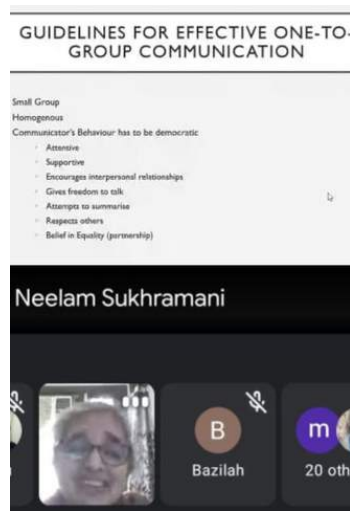 GUIDELINES FOR EFFECTIVE ONE-TO-
GROUP COMMUNICATION
Small Group
Homogenous
Communicator's Behaviour has to be democratic
Attentive
Supportive
Encourages interpersonal relationships
Gives freedom to talk
Attempts to summarise
Respects others
Belief in Equality (partnership)
Neelam Sukhramani
B
m
Bazilah
20 oth